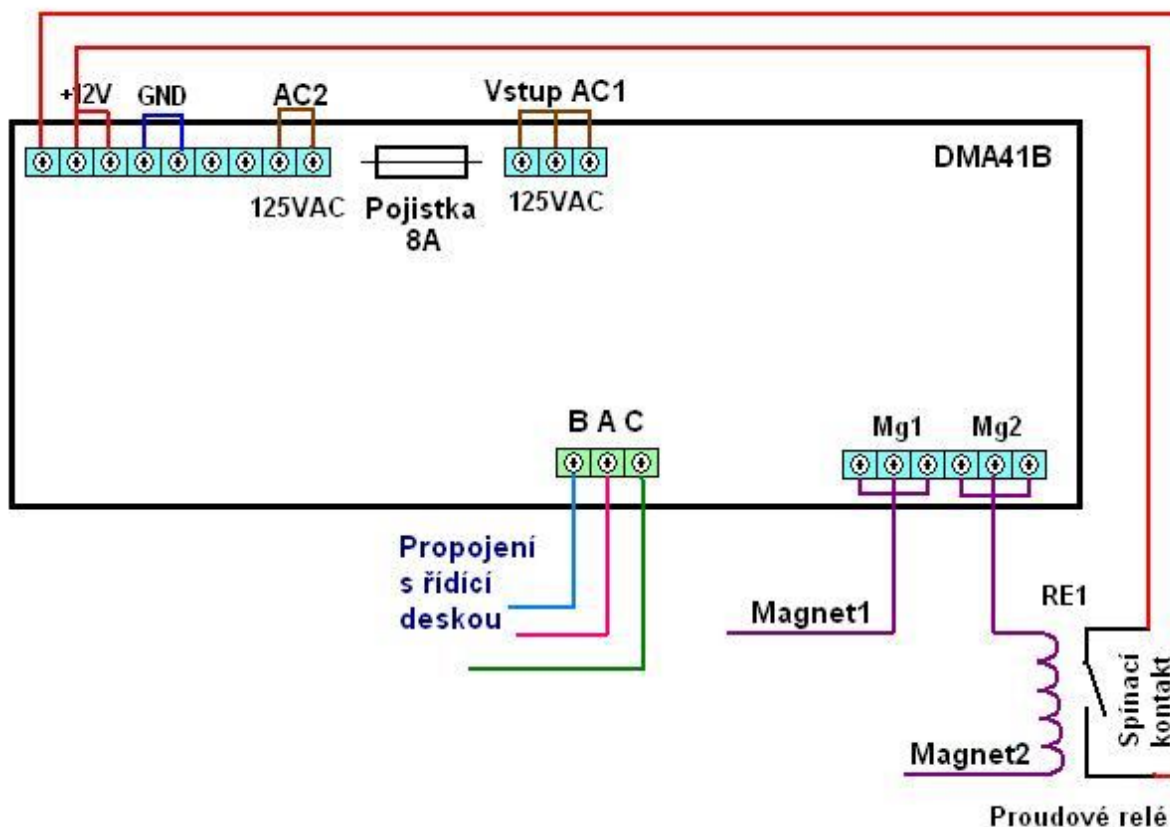 +12V GND AC2 Vstup AC1
DMA41B
125VAC Pojistka 125VAC
8A
B A C Mg1 Mg2
Propojení
s řídící
deskou
Magnet1
RE1
Spínací
kontakt
Magnet2
Proudové relé